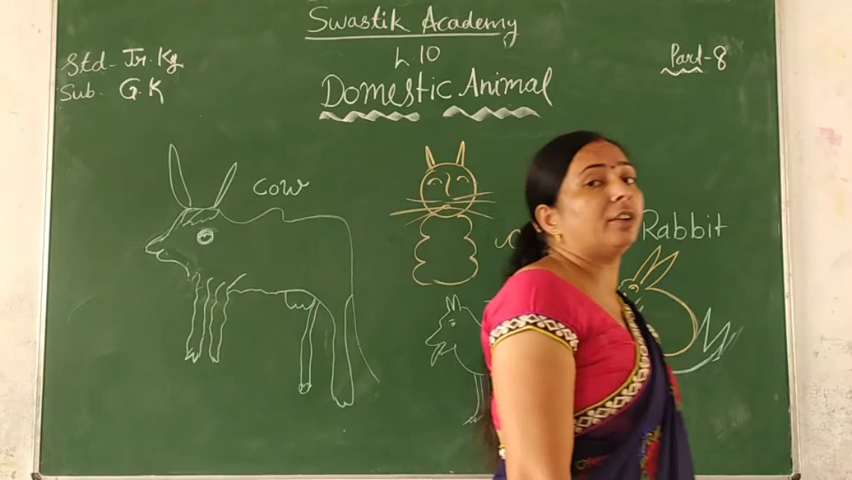 Swastik Academy
Std- Jr. Kg
L. 10
Part-8
Sub. G.K
Domestic Animal
cow
Rabbit